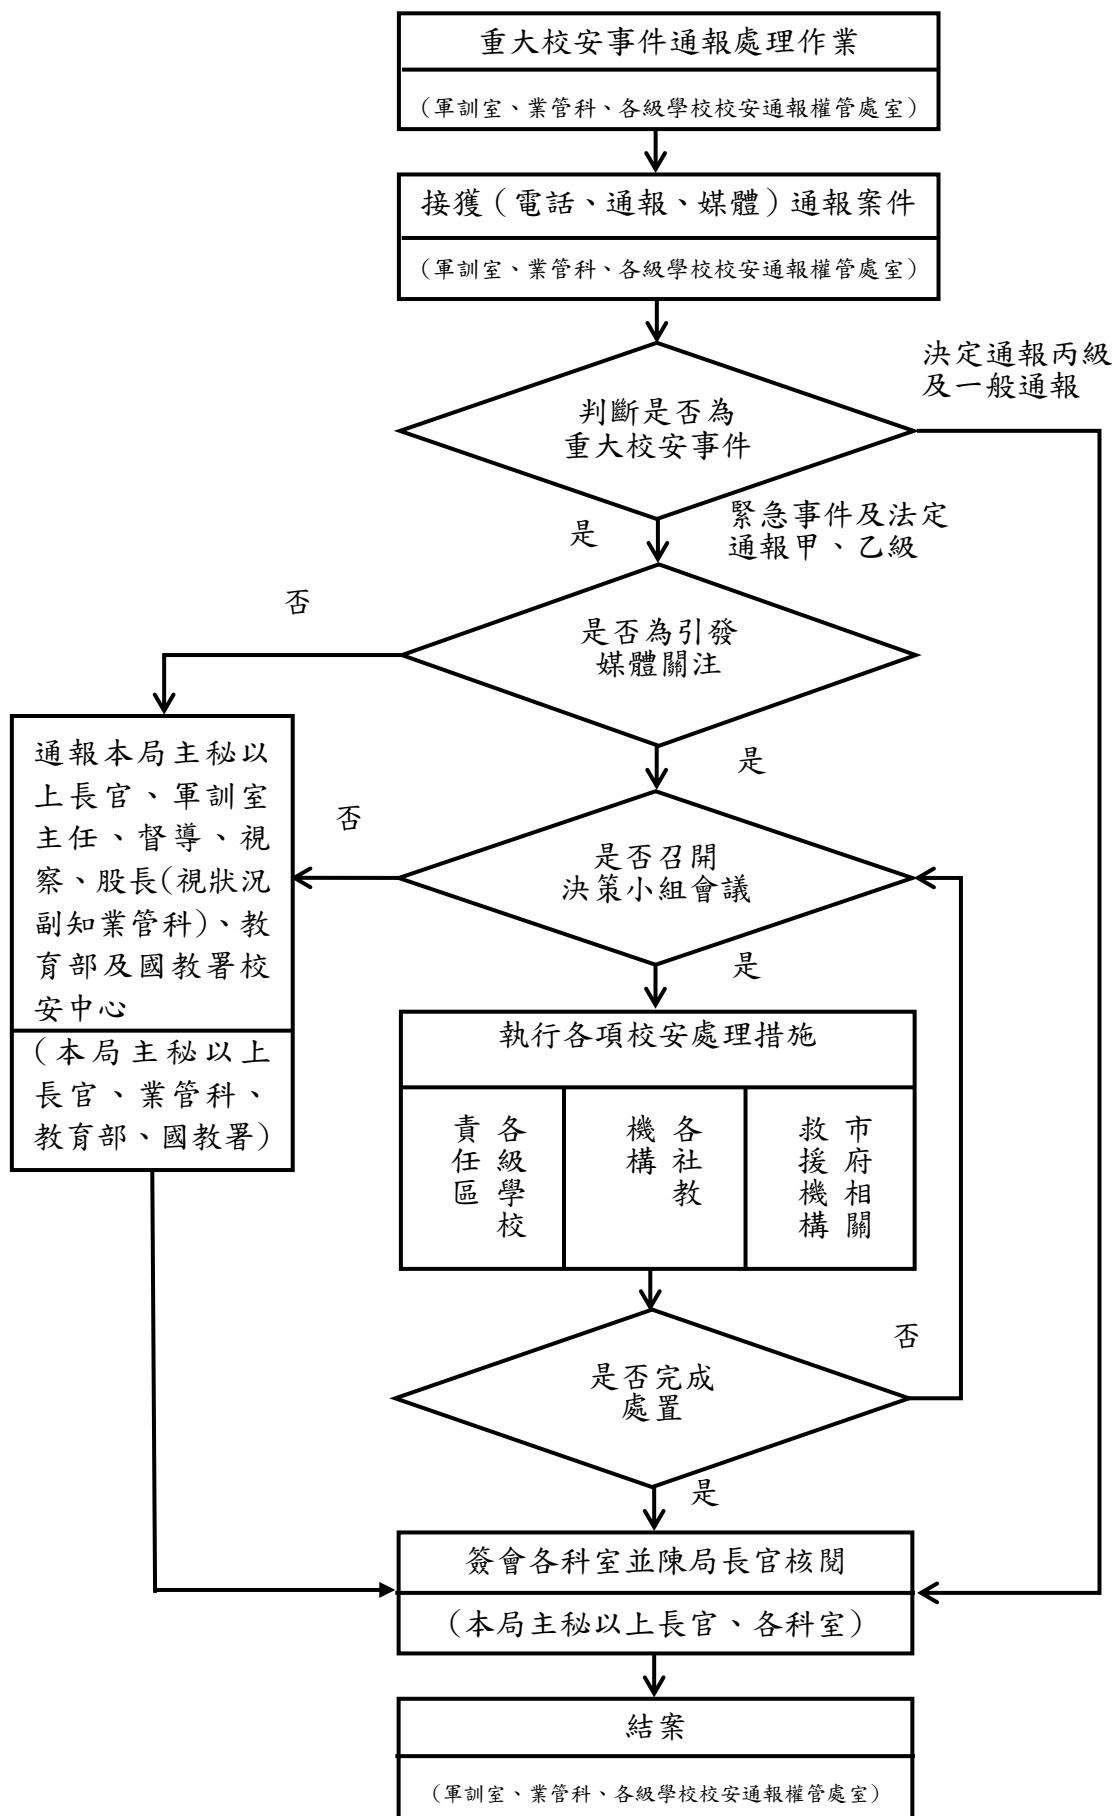 重大校安事件通報處理作業
（軍訓室、業管科、各級學校校安通報權管處室）
接獲（電話、通報、媒體）通報案件
（軍訓室、業管科、各級學校校安通報權管處室）
決定通報丙級
及一般通報
判斷是否為
重大校安事件
是
緊急事件及法定
通報甲、乙級
否
是否為引發
媒體關注
是
通報本局主秘以
上長官、軍訓室
主任、督導、視
察、股長(視狀況
副知業管科)、教
育部及國教署校
安中心
（本局主秘以上
長官、業管科、
教育部、國教署）
否
是否召開
決策小組會議
是
執行各項校安處理措施
各級學校
責任區
各社教
機構
市府相關
救援機構
否
是否完成
處置
是
簽會各科室並陳局長官核閱
（本局主秘以上長官、各科室）
結案
（軍訓室、業管科、各級學校校安通報權管處室）